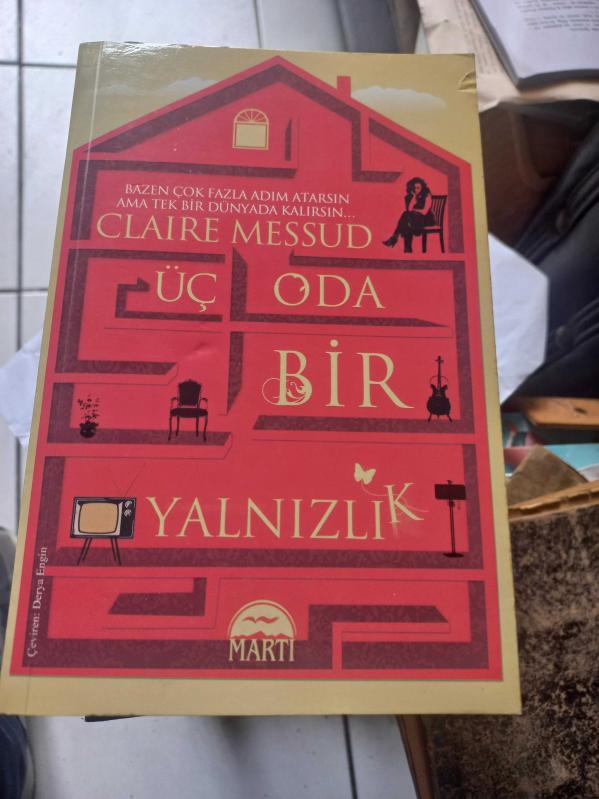 BAZEN ÇOK FAZLA ADIM ATARSIN
AMA TEK BİR DÜNYADA KALIRSIN...
CLAIRE MESSUD
ÜÇ ODA
BİR
YALNIZLIK
Çeviren: Derya Engin
MARTI